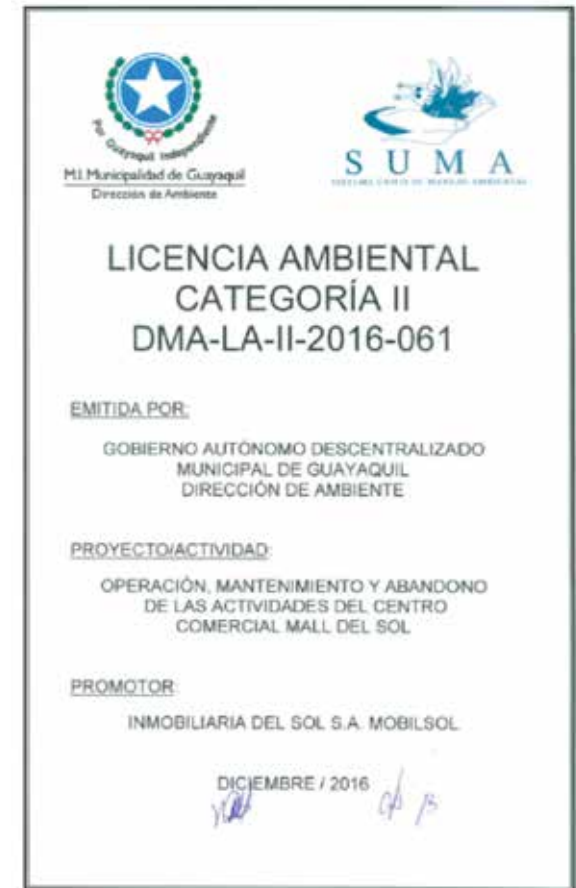 Por Guayaquil Independiente
M.I. Municipalidad de Guayaquil
Dirección de Ambiente
SUMA
LICENCIA AMBIENTAL
CATEGORÍA II
DMA-LA-II-2016-061
EMITIDA POR:
GOBIERNO AUTÓNOMO DESCENTRALIZADO
MUNICIPAL DE GUAYAQUIL
DIRECCIÓN DE AMBIENTE
PROYECTO/ACTIVIDAD:
OPERACIÓN, MANTENIMIENTO Y ABANDONO
DE LAS ACTIVIDADES DEL CENTRO
COMERCIAL MALL DEL SOL
PROMOTOR:
INMOBILIARIA DEL SOL S.A. MOBILSOL
DICIEMBRE / 2016